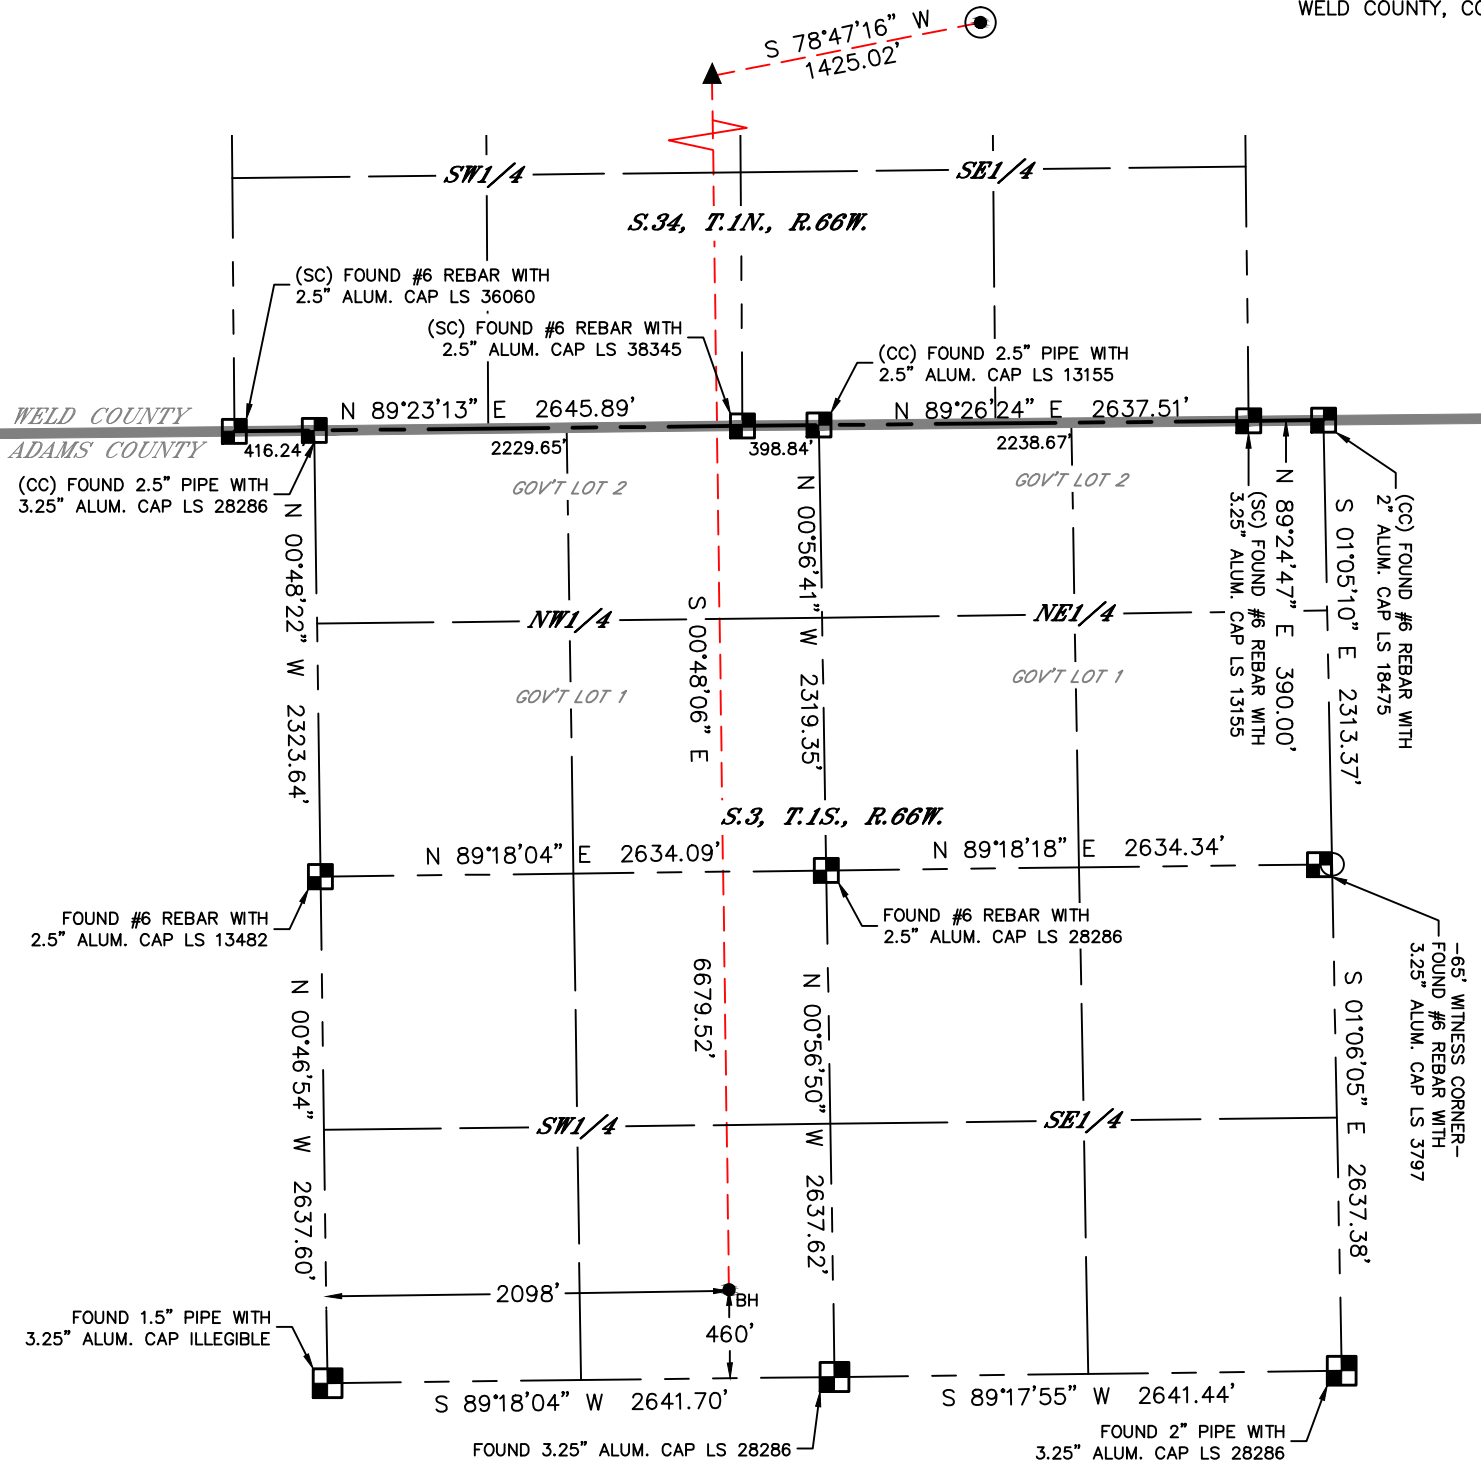 WELD COUNTY, CO
S 78°47'16" W
1425.02'
SW1/4
SE1/4
S.34, T.1N., R.66W.
(SC) FOUND #6 REBAR WITH
2.5" ALUM. CAP LS 36060
(SC) FOUND #6 REBAR WITH
2.5" ALUM. CAP LS 38345
(CC) FOUND 2.5" PIPE WITH
2.5" ALUM. CAP LS 13155
WELD COUNTY
ADAMS COUNTY
N 89°23'13" E 2645.89'
N 89°26'24" E 2637.51'
416.24'
2229.65'
398.84'
2238.67'
(CC) FOUND 2.5" PIPE WITH
3.25" ALUM. CAP LS 28286
GOV'T LOT 2
GOV'T LOT 2
N 00°48'22" W 2323.64'
S 00°48'06" E
6679.52'
N 00°56'41" W 2319.35'
(SC) FOUND #6 REBAR WITH
3.25" ALUM. CAP LS 13155
N 89°24'47" E 390.00'
S 01°05'10" E 2313.37'
(CC) FOUND #6 REBAR WITH
2" ALUM. CAP LS 18475
NW1/4
NE1/4
GOV'T LOT 1
GOV'T LOT 1
S.3, T.1S., R.66W.
N 89°18'04" E 2634.09'
N 89°18'18" E 2634.34'
FOUND #6 REBAR WITH
2.5" ALUM. CAP LS 13482
FOUND #6 REBAR WITH
2.5" ALUM. CAP LS 28286
-65' WITNESS CORNER-
FOUND #6 REBAR WITH
3.25" ALUM. CAP LS 3797
N 00°46'54" W 2637.60'
N 00°56'50" W 2637.62'
S 01°06'05" E 2637.38'
SW1/4
SE1/4
2098'
BH
460'
FOUND 1.5" PIPE WITH
3.25" ALUM. CAP ILLEGIBLE
S 89°18'04" W 2641.70'
S 89°17'55" W 2641.44'
FOUND 3.25" ALUM. CAP LS 28286
FOUND 2" PIPE WITH
3.25" ALUM. CAP LS 28286